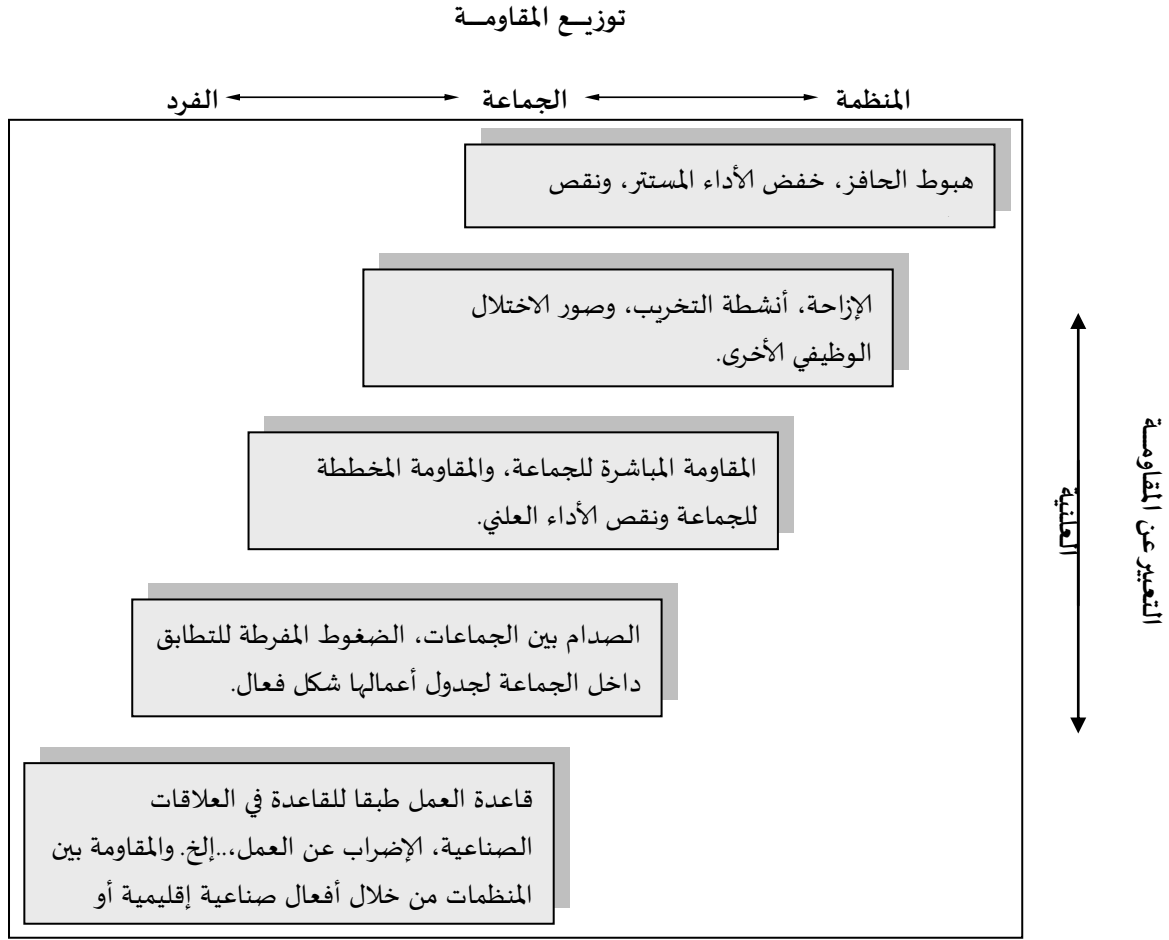 توزيــع المقاومــة
المنظمة الجماعة الفرد
هبوط الحافز، خفض الأداء المستتر، ونقص
الإزاحة، أنشطة التخريب، وصور الاختلال
الوظيفي الأخرى.
المقاومة المباشرة للجماعة، والمقاومة المخططة
للجماعة ونقص الأداء العلني.
الصدام بين الجماعات، الضغوط المفرطة للتطابق
داخل الجماعة لجدول أعمالها شكل فعال.
قاعدة العمل طبقا للقاعدة في العلاقات
الصناعية، الإضراب عن العمل،..إلخ. والمقاومة بين
المنظمات من خلال أفعال صناعية إقليمية أو
العلنية
التعبير عن المقاومــة